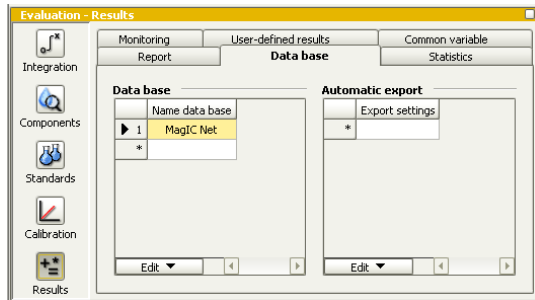 Evaluation - Results
Integration
Components
Standards
Calibration
Results
Monitoring
User-defined results
Common variable
Report
Data base
Statistics
Data base
Name data base
1 MagIC Net
*
Edit
Automatic export
Export settings
*
Edit